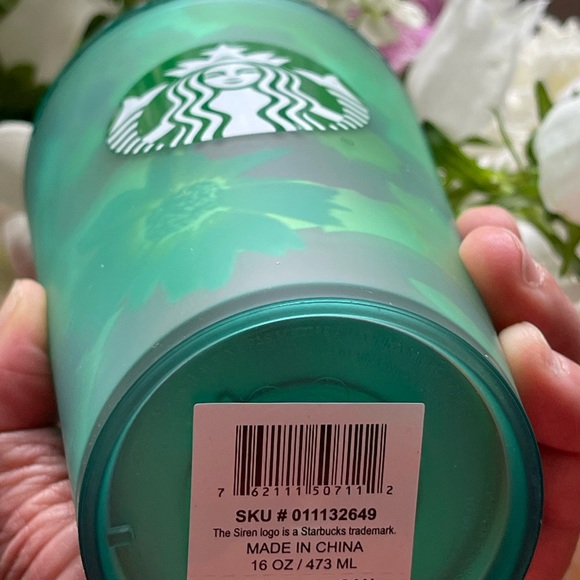 7 62111 50711 2
SKU # 011132649
The Siren logo is a Starbucks trademark.
MADE IN CHINA
16 OZ / 473 ML